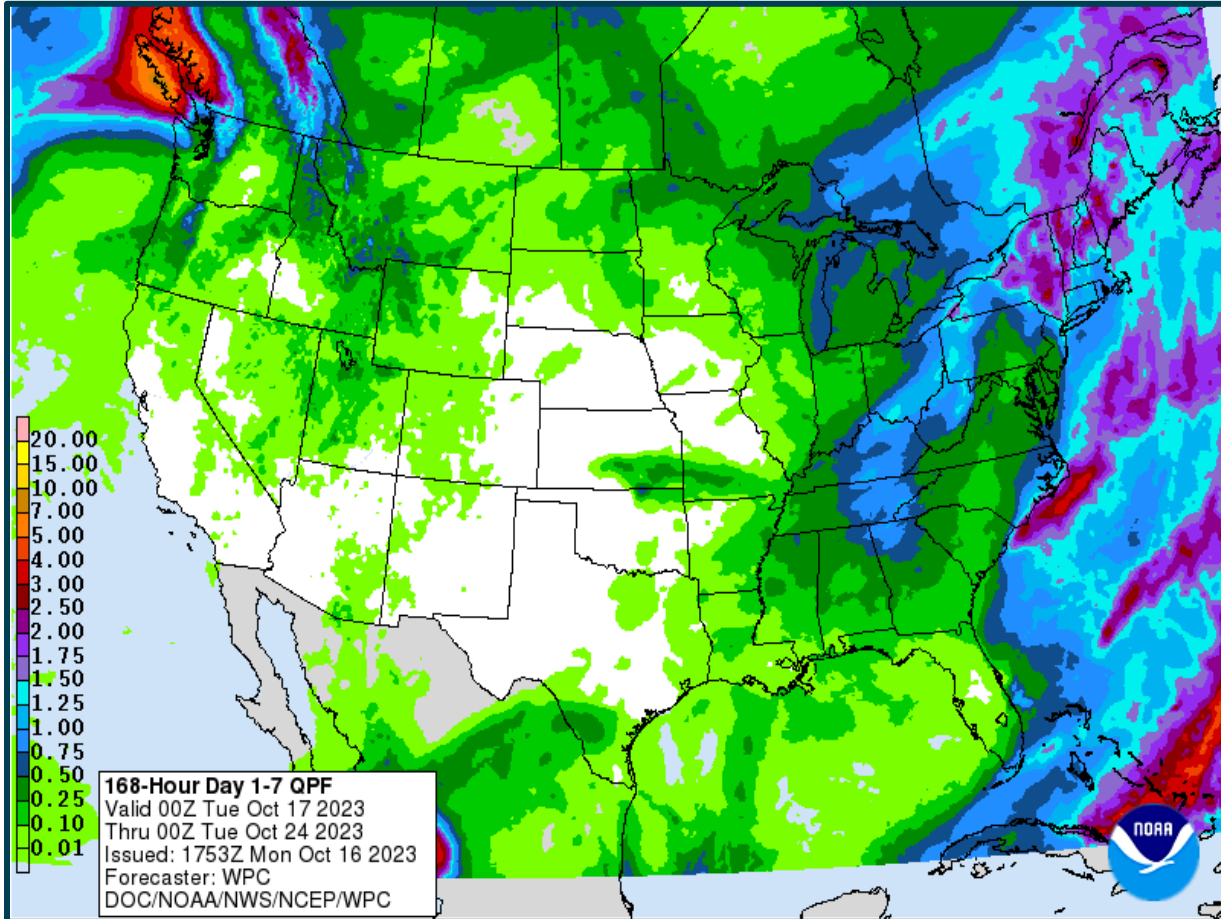 20.00
15.00
10.00
7.00
5.00
4.00
3.00
2.50
2.00
1.75
1.50
1.25
1.00
0.75
0.50
0.25
0.10
0.01
168-Hour Day 1-7 QPF
Valid 00Z Tue Oct 17 2023
Thru 00Z Tue Oct 24 2023
Issued: 1753Z Mon Oct 16 2023
Forecaster: WPC
DOC/NOAA/NWS/NCEP/WPC
NOAA